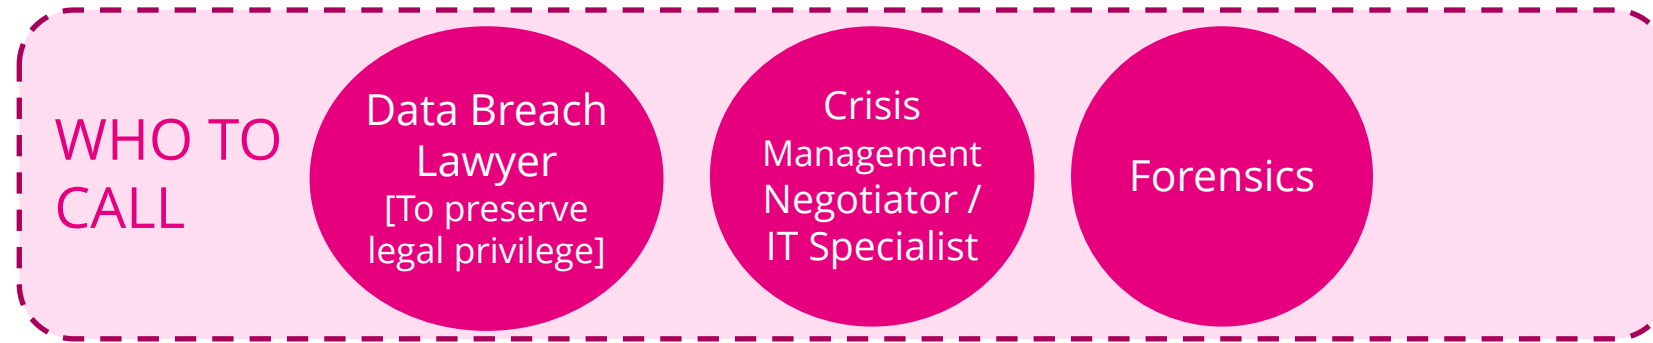 WHO TO
CALL
Data Breach
Lawyer
[To preserve
legal privilege]
Crisis
Management
Negotiator /
IT Specialist
Forensics